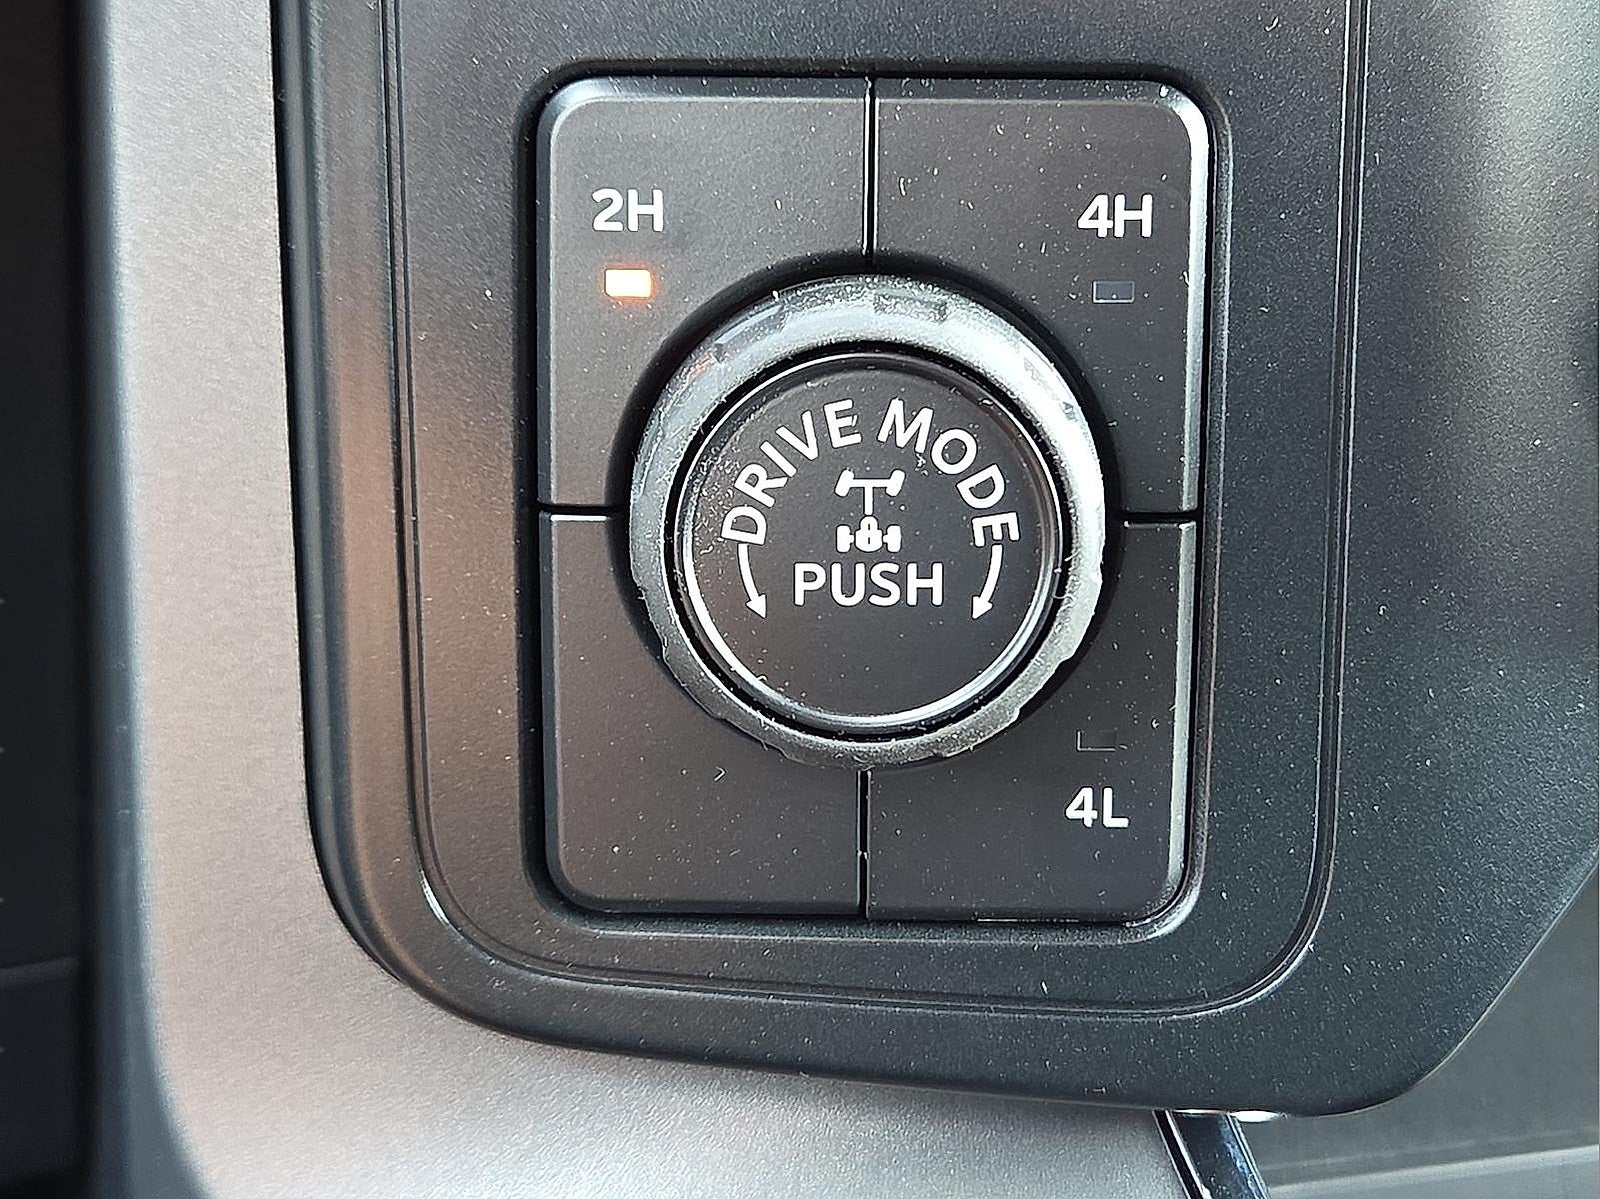 2H
4H
DRIVE MODE
PUSH
4L